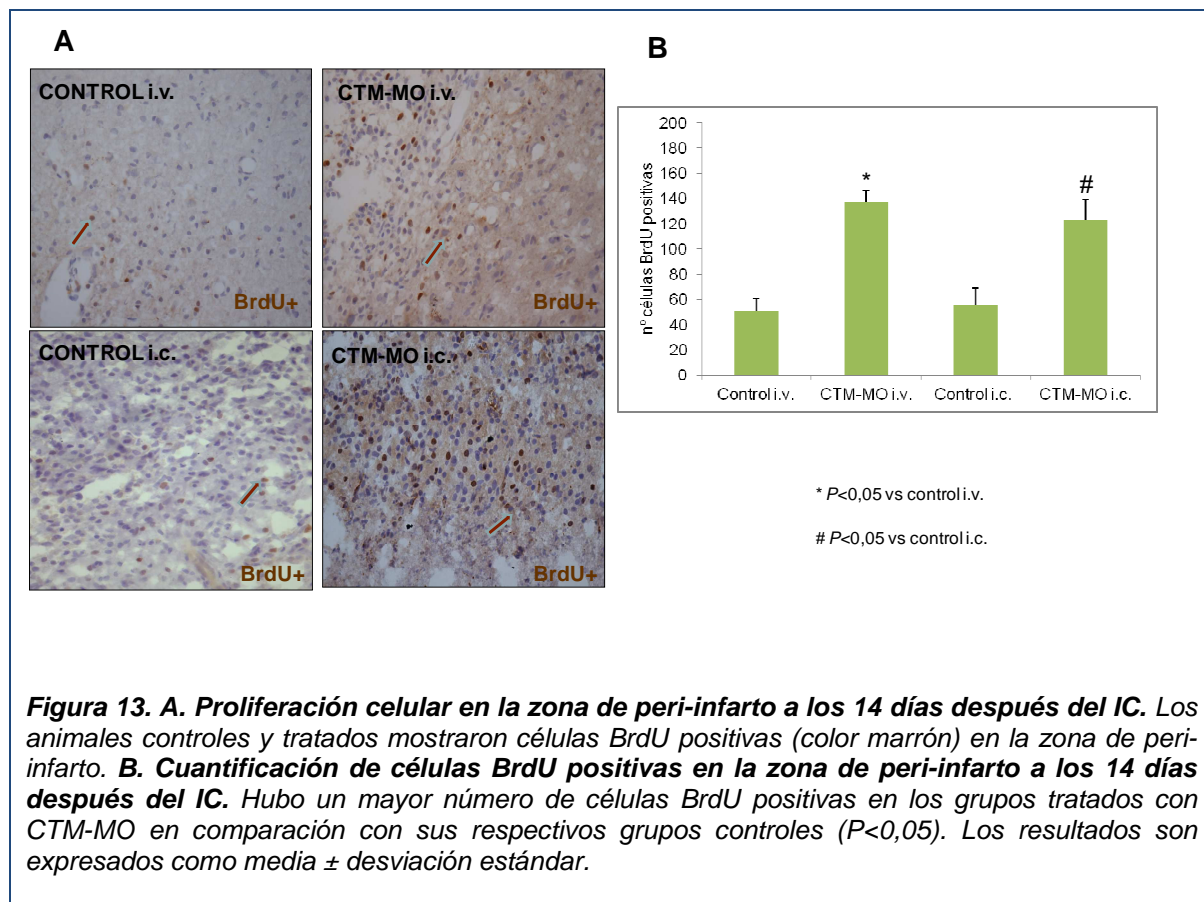 A
B
CONTROL i.v.
CTM-MO i.v.
BrdU+
BrdU+
CONTROL i.c.
CTM-MO i.c.
BrdU+
BrdU+
nº células BrdU positivas
200
180
160
140
120
100
80
60
40
20
0
*
#
Control i.v.
CTM-MO i.v.
Control i.c.
CTM-MO i.c.
* P<0,05 vs control i.v.
# P<0,05 vs control i.c.
Figura 13. A. Proliferación celular en la zona de peri-infarto a los 14 días después del IC. Los
animales controles y tratados mostraron células BrdU positivas (color marrón) en la zona de peri-
infarto. B. Cuantificación de células BrdU positivas en la zona de peri-infarto a los 14 días
después del IC. Hubo un mayor número de células BrdU positivas en los grupos tratados con
CTM-MO en comparación con sus respectivos grupos controles (P<0,05). Los resultados son
expresados como media ± desviación estándar.